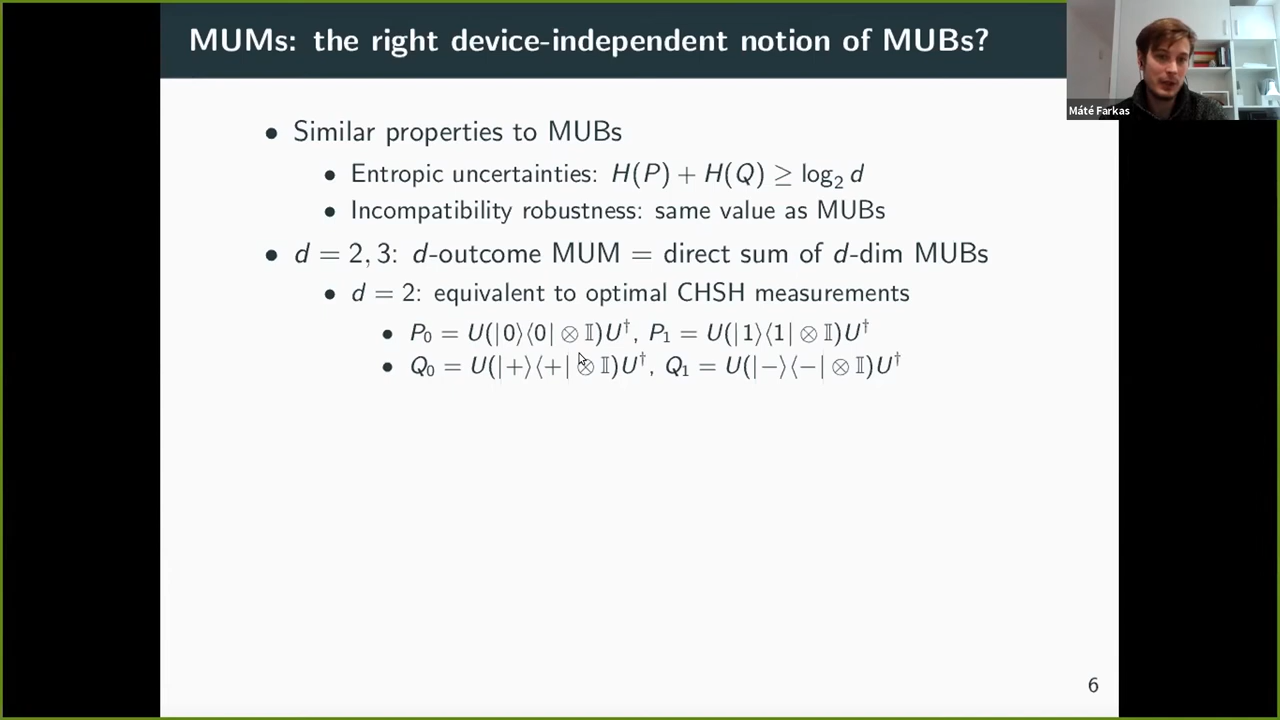 MUMs: the right device-independent notion of MUBs?
Máté Farkas
• Similar properties to MUBs
• Entropic uncertainties: H(P) + H(Q) ≥ log₂ d
• Incompatibility robustness: same value as MUBs
• d = 2, 3: d-outcome MUM = direct sum of d-dim MUBs
• d = 2: equivalent to optimal CHSH measurements
• P₀ = U(|0⟩⟨0| ⊗ 𝕀)U†, P₁ = U(|1⟩⟨1| ⊗ 𝕀)U†
• Q₀ = U(|+⟩⟨+| ⊗ 𝕀)U†, Q₁ = U(|−⟩⟨−| ⊗ 𝕀)U†
6